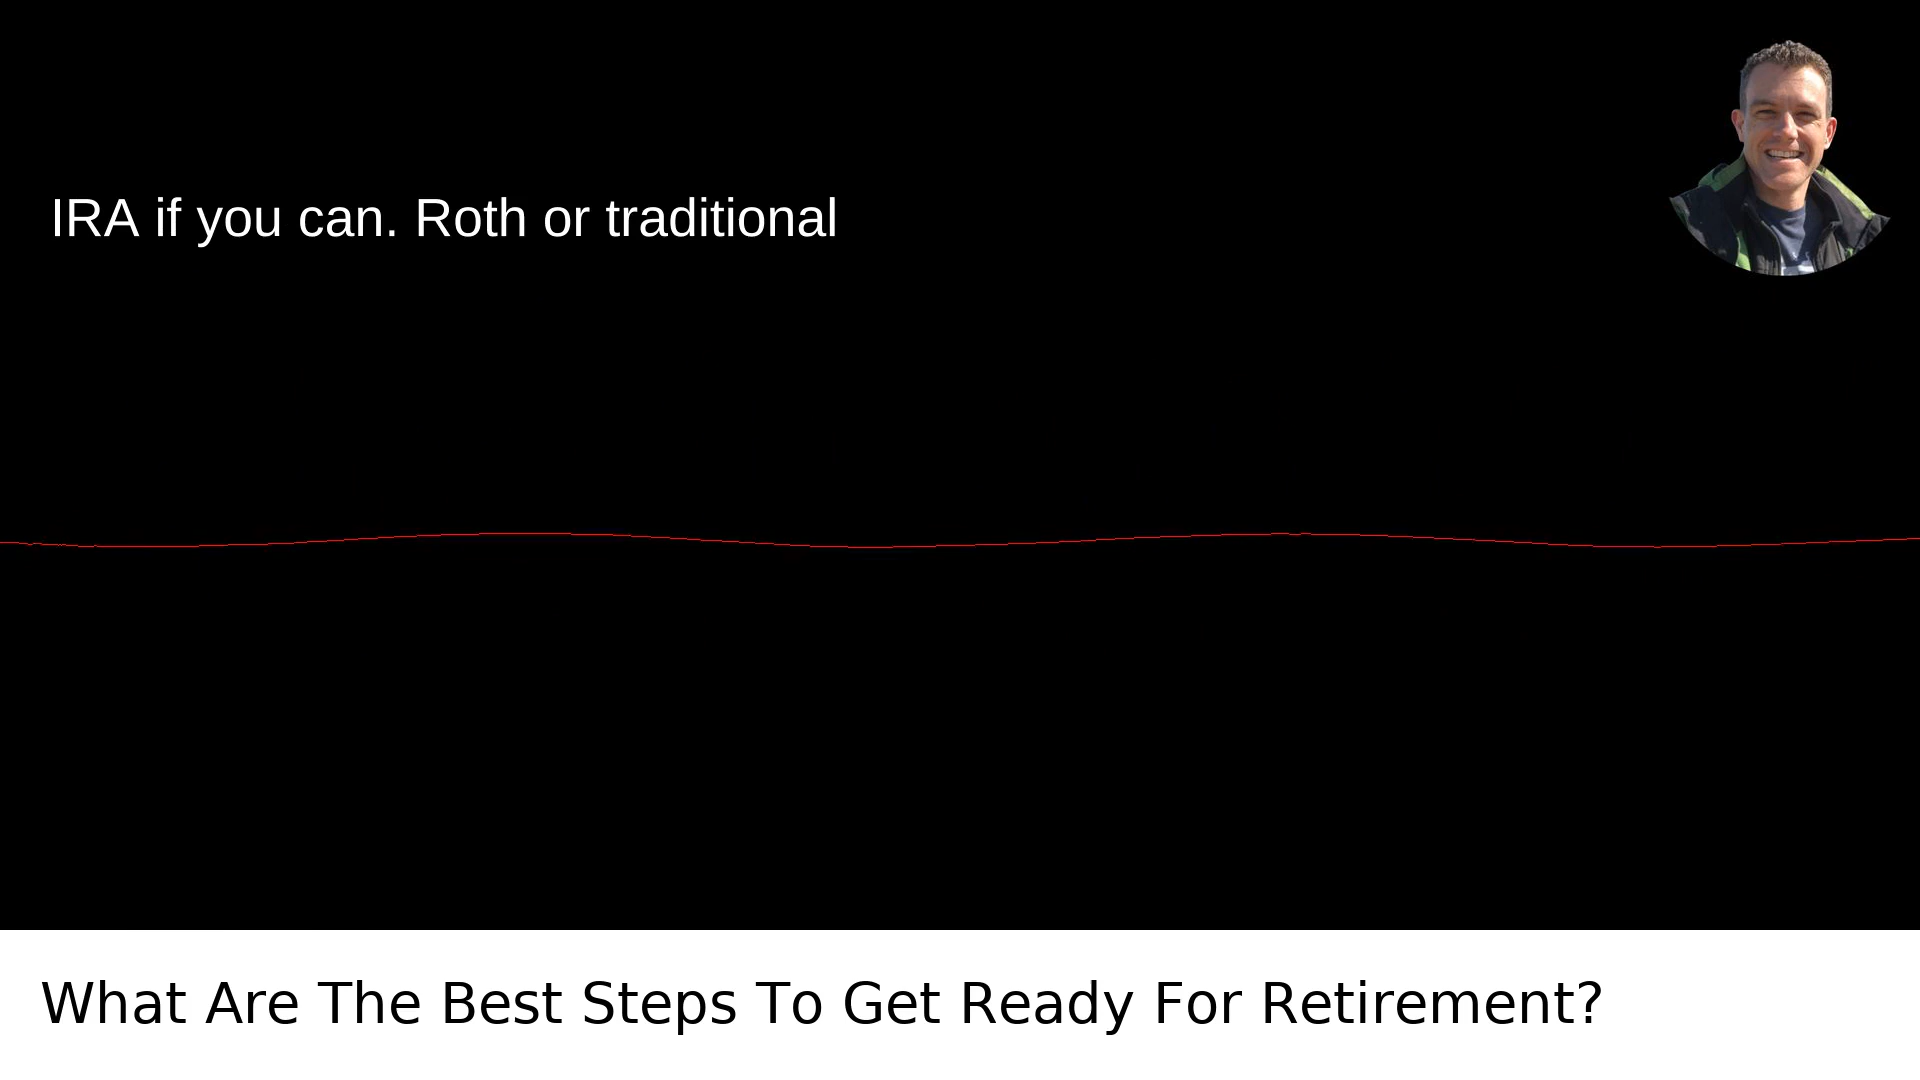 IRA if you can. Roth or traditional
What Are The Best Steps To Get Ready For Retirement?